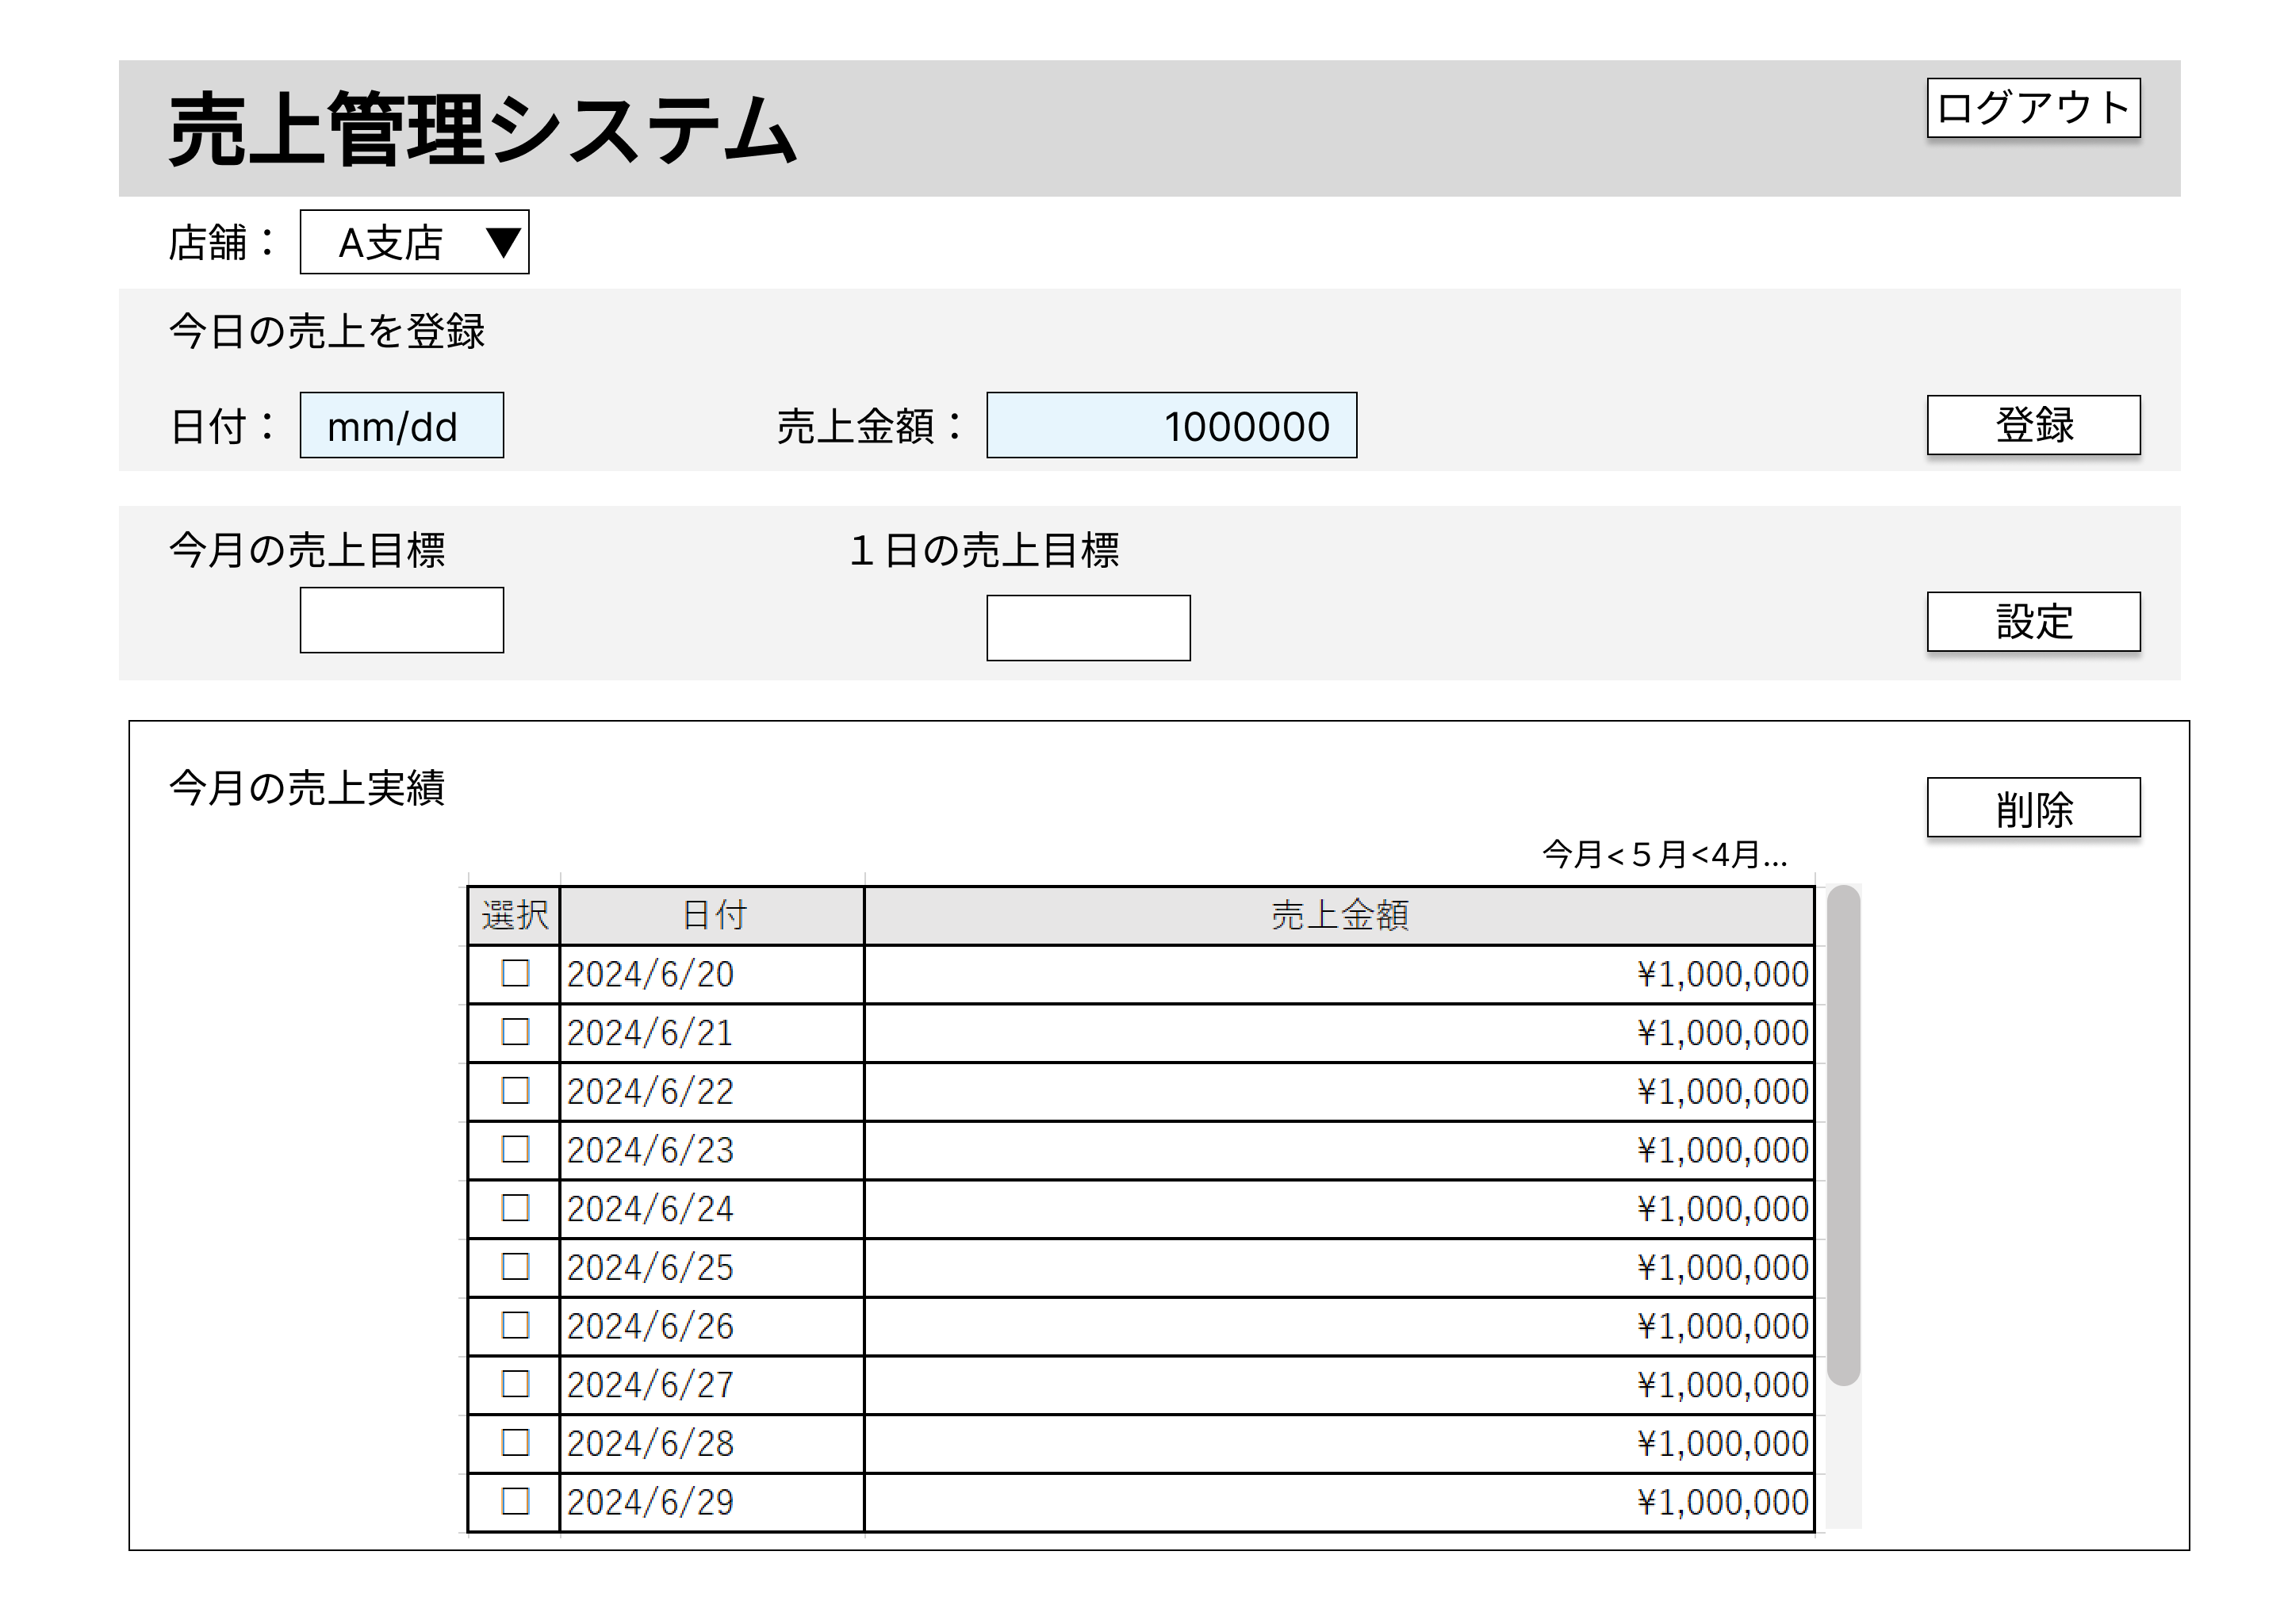 売上管理システム
ログアウト
店舗： A支店 ▼
今日の売上を登録
日付： mm/dd 売上金額： 1000000 登録
今月の売上目標 １日の売上目標
設定
今月の売上実績
削除
今月<５月<4月...
選択 日付 売上金額
□ 2024/6/20 ¥1,000,000
□ 2024/6/21 ¥1,000,000
□ 2024/6/22 ¥1,000,000
□ 2024/6/23 ¥1,000,000
□ 2024/6/24 ¥1,000,000
□ 2024/6/25 ¥1,000,000
□ 2024/6/26 ¥1,000,000
□ 2024/6/27 ¥1,000,000
□ 2024/6/28 ¥1,000,000
□ 2024/6/29 ¥1,000,000